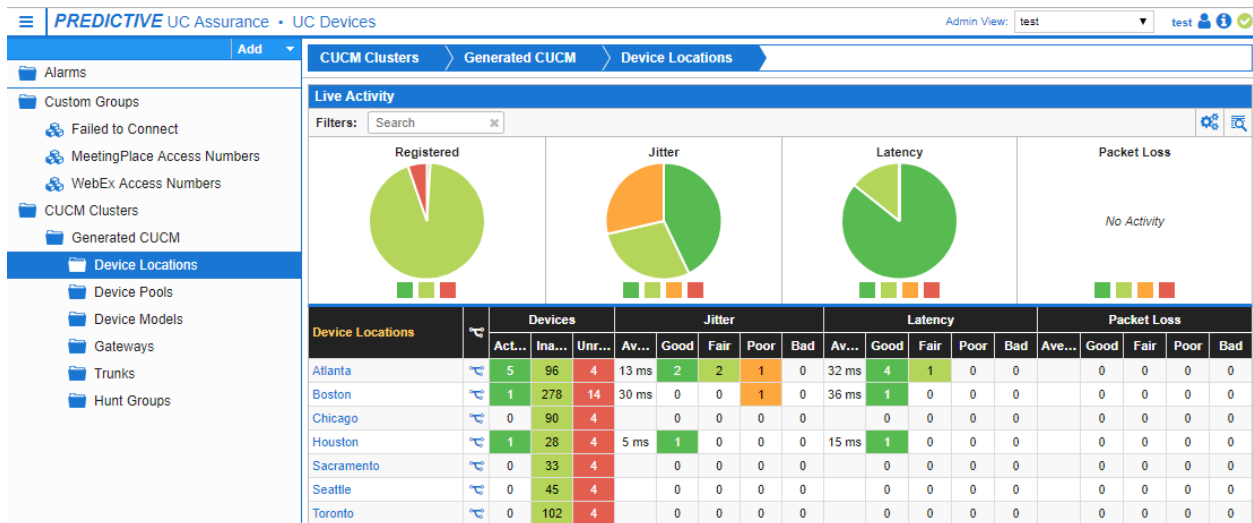 PREDICTIVE UC Assurance • UC Devices
Admin View: test
test
Add
Alarms
Custom Groups
Failed to Connect
MeetingPlace Access Numbers
WebEx Access Numbers
CUCM Clusters
Generated CUCM
Device Locations
Device Pools
Device Models
Gateways
Trunks
Hunt Groups
CUCM Clusters Generated CUCM Device Locations
Live Activity
Filters: Search
Registered Jitter Latency Packet Loss
No Activity
Device Locations Devices Jitter Latency Packet Loss
Act... Ina... Unr... Av... Good Fair Poor Bad Av... Good Fair Poor Bad Ave... Good Fair Poor Bad
Atlanta 5 96 4 13 ms 2 2 1 0 32 ms 4 1 0 0 0 0 0 0
Boston 1 278 14 30 ms 0 0 1 0 36 ms 1 0 0 0 0 0 0 0
Chicago 0 90 4 0 0 0 0 0 0 0 0 0 0 0 0
Houston 1 28 4 5 ms 1 0 0 0 15 ms 1 0 0 0 0 0 0 0
Sacramento 0 33 4 0 0 0 0 0 0 0 0 0 0 0 0
Seattle 0 45 4 0 0 0 0 0 0 0 0 0 0 0 0
Toronto 0 102 4 0 0 0 0 0 0 0 0 0 0 0 0